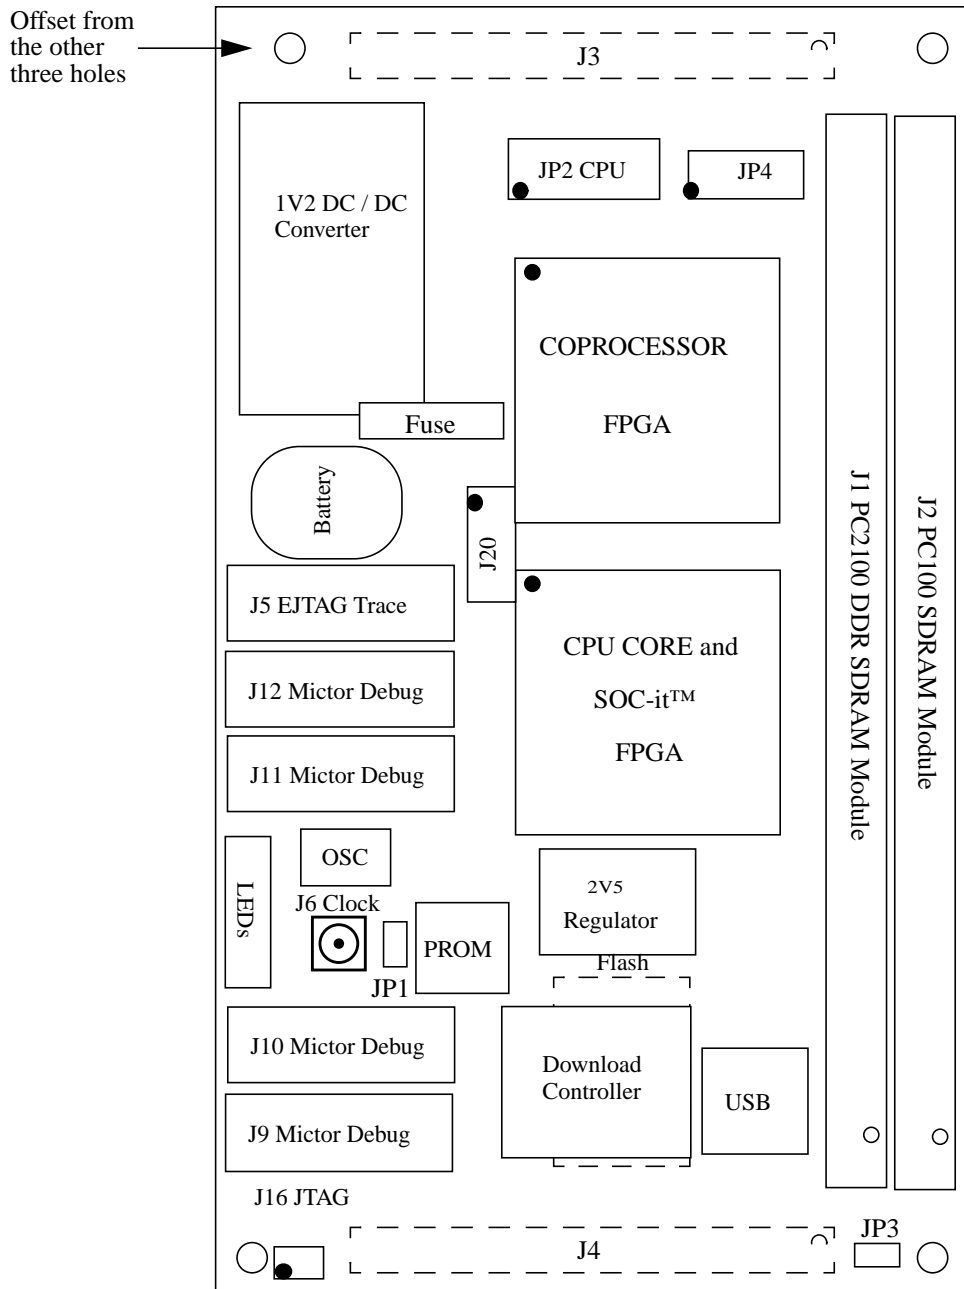 Offset from
the other
three holes
J3
JP2 CPU
JP4
1V2 DC / DC
Converter
COPROCESSOR
FPGA
Fuse
Battery
J20
J1 PC2100 DDR SDRAM Module
J2 PC100 SDRAM Module
J5 EJTAG Trace
CPU CORE and
SOC-it™
FPGA
J12 Mictor Debug
J11 Mictor Debug
OSC
LEDs
J6 Clock
2V5
Regulator
PROM
Flash
JP1
J10 Mictor Debug
Download
Controller
USB
J9 Mictor Debug
J16 JTAG
J4
JP3